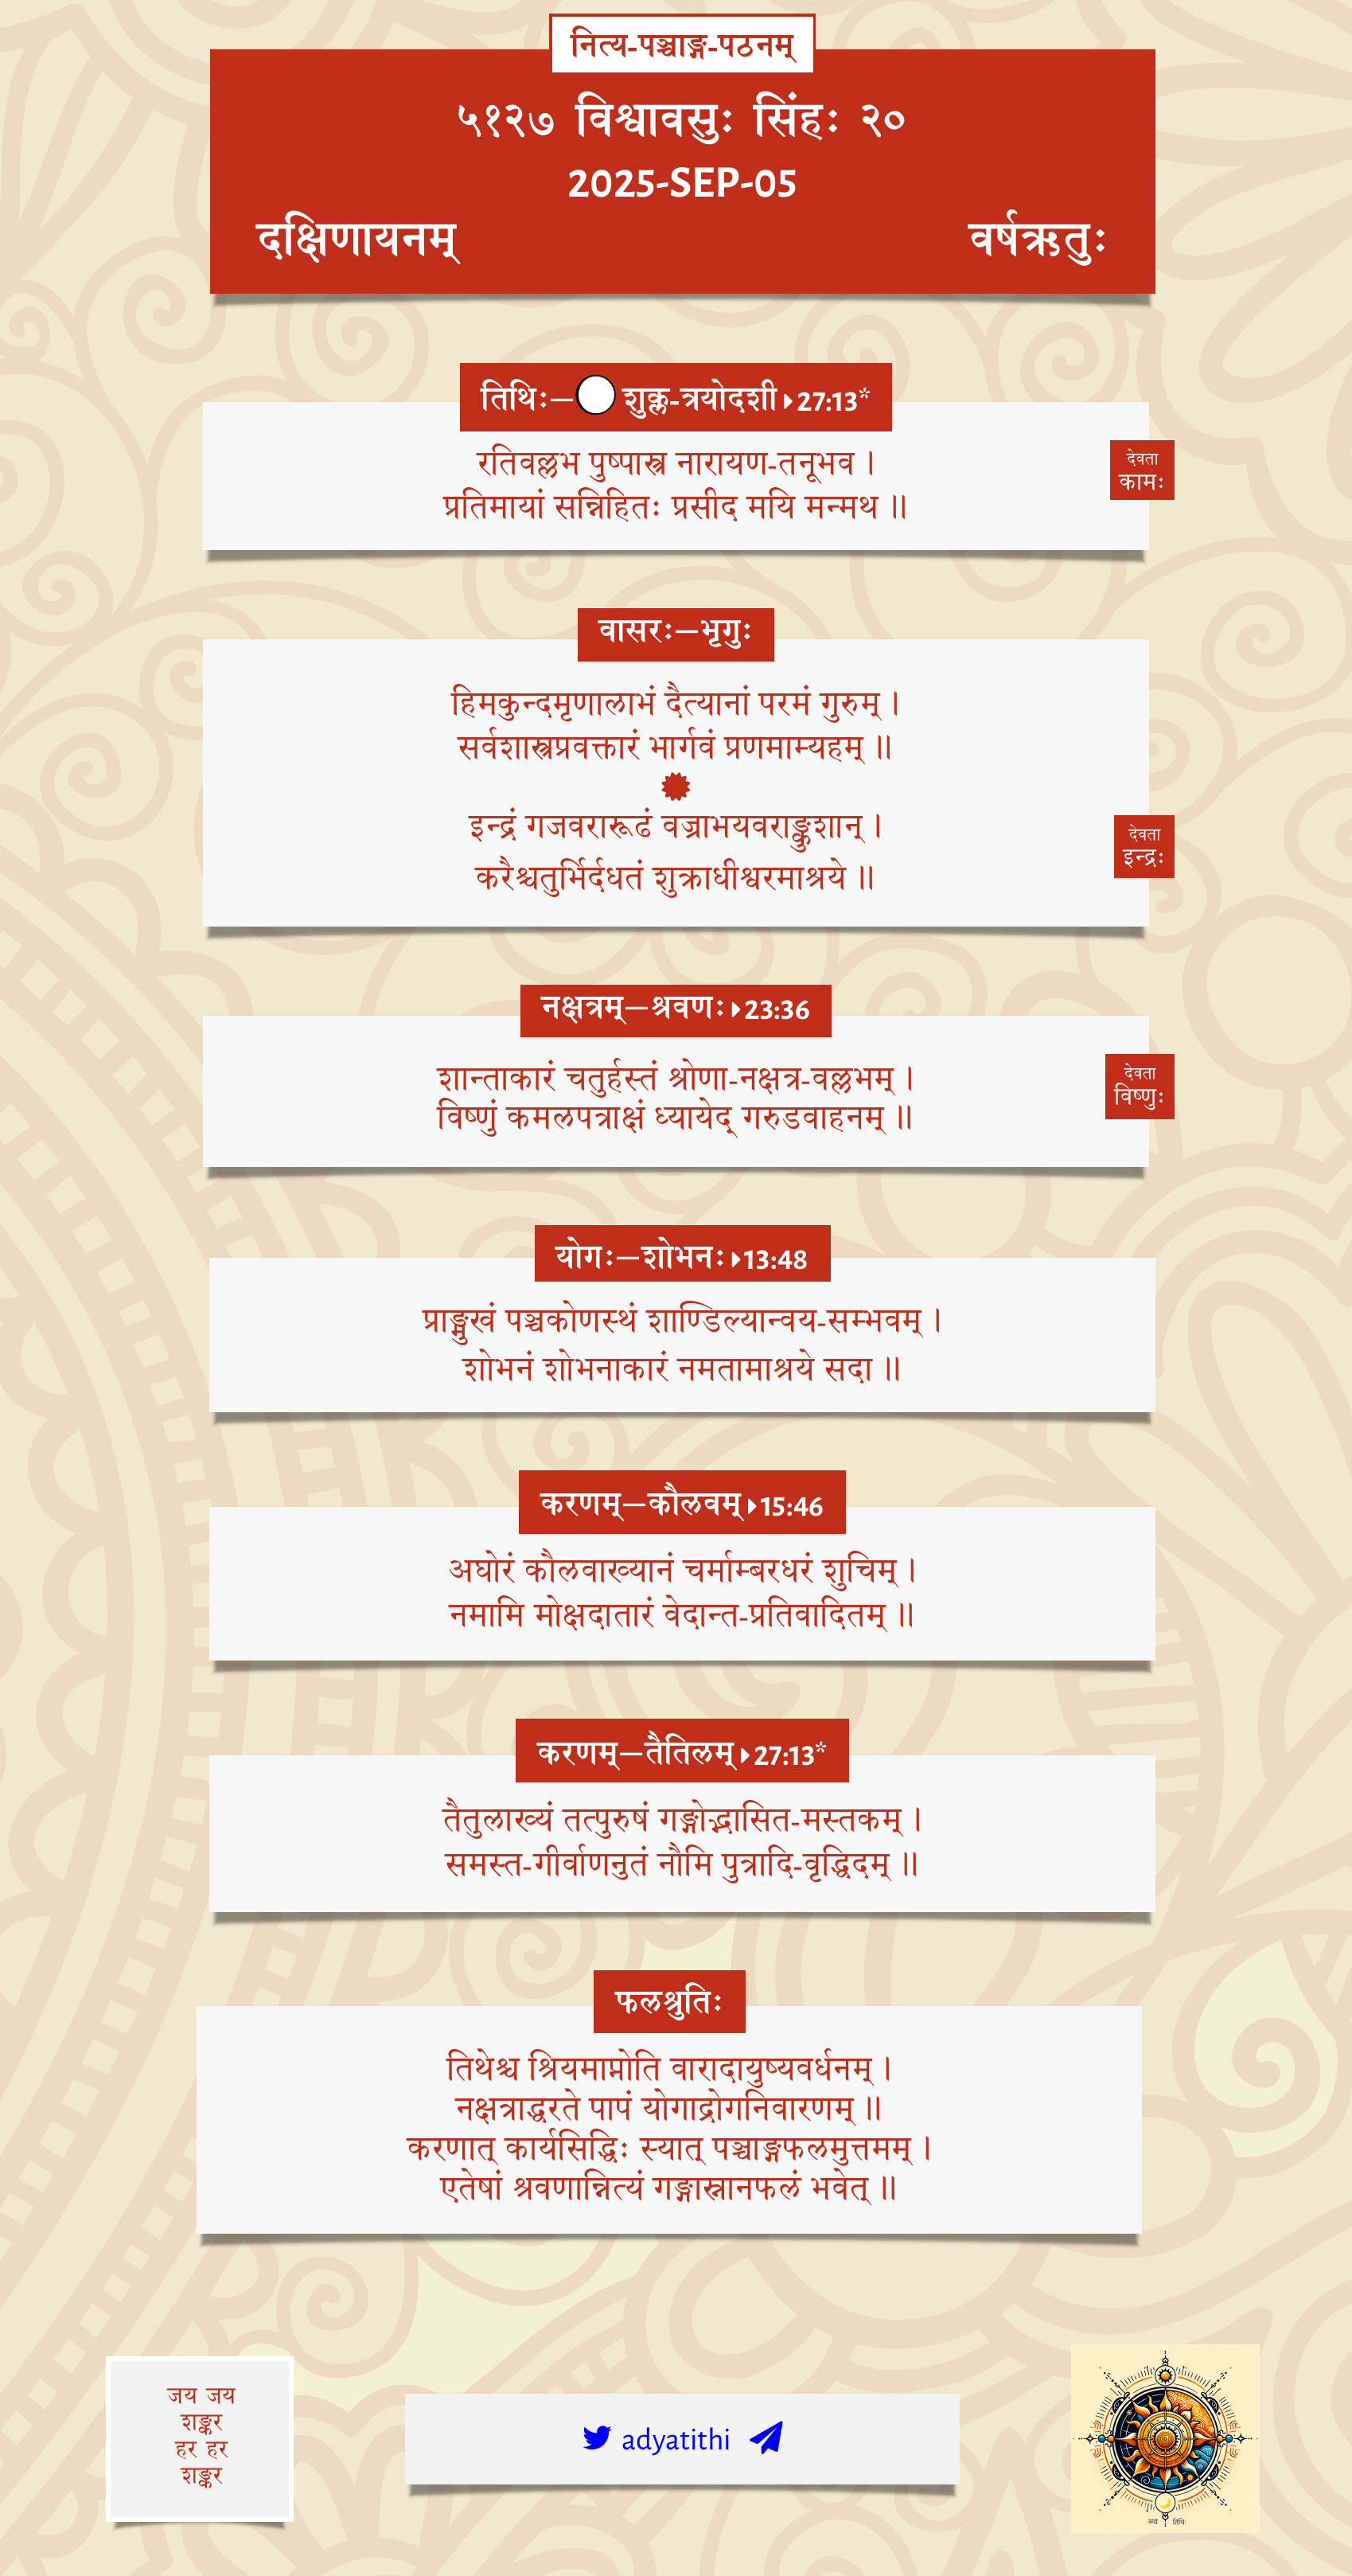 नित्य-पञ्चाङ्ग-पठनम्
५१२७ विश्वावसुः सिंहः २०
2025-SEP-05
दक्षिणायनम् वर्षऋतुः
तिथिः— शुक्ल-त्रयोदशी 27:13*
रतिवल्लभ पुष्पास्त्र नारायण-तनूभव ।
प्रतिमायां सन्निहितः प्रसीद मयि मन्मथ ॥
देवता
कामः
वासरः—भृगुः
हिमकुन्दमृणालाभं दैत्यानां परमं गुरुम् ।
सर्वशास्त्रप्रवक्तारं भार्गवं प्रणमाम्यहम् ॥
इन्द्रं गजवरारूढं वज्राभयवराङ्कुशान् ।
करैश्चतुर्भिर्दधतं शुक्राधीश्वरमाश्रये ॥
देवता
इन्द्रः
नक्षत्रम्—श्रवणः 23:36
शान्ताकारं चतुर्हस्तं श्रोणा-नक्षत्र-वल्लभम् ।
विष्णुं कमलपत्राक्षं ध्यायेद् गरुडवाहनम् ॥
देवता
विष्णुः
योगः—शोभनः 13:48
प्राङ्मुखं पञ्चकोणस्थं शाण्डिल्यान्वय-सम्भवम् ।
शोभनं शोभनाकारं नमतामाश्रये सदा ॥
करणम्—कौलवम् 15:46
अघोरं कौलवाख्यानं चर्माम्बरधरं शुचिम् ।
नमामि मोक्षदातारं वेदान्त-प्रतिवादितम् ॥
करणम्—तैतिलम् 27:13*
तैतुलाख्यं तत्पुरुषं गङ्गोद्भासित-मस्तकम् ।
समस्त-गीर्वाणनुतं नौमि पुत्रादि-वृद्धिदम् ॥
फलश्रुतिः
तिथेश्च श्रियमाप्नोति वारादायुष्यवर्धनम् ।
नक्षत्राद्धरते पापं योगाद्रोगनिवारणम् ॥
करणात् कार्यसिद्धिः स्यात् पञ्चाङ्गफलमुत्तमम् ।
एतेषां श्रवणान्नित्यं गङ्गास्नानफलं भवेत् ॥
जय जय
शङ्कर
हर हर
शङ्कर
adyatithi
अद्य तिथिः